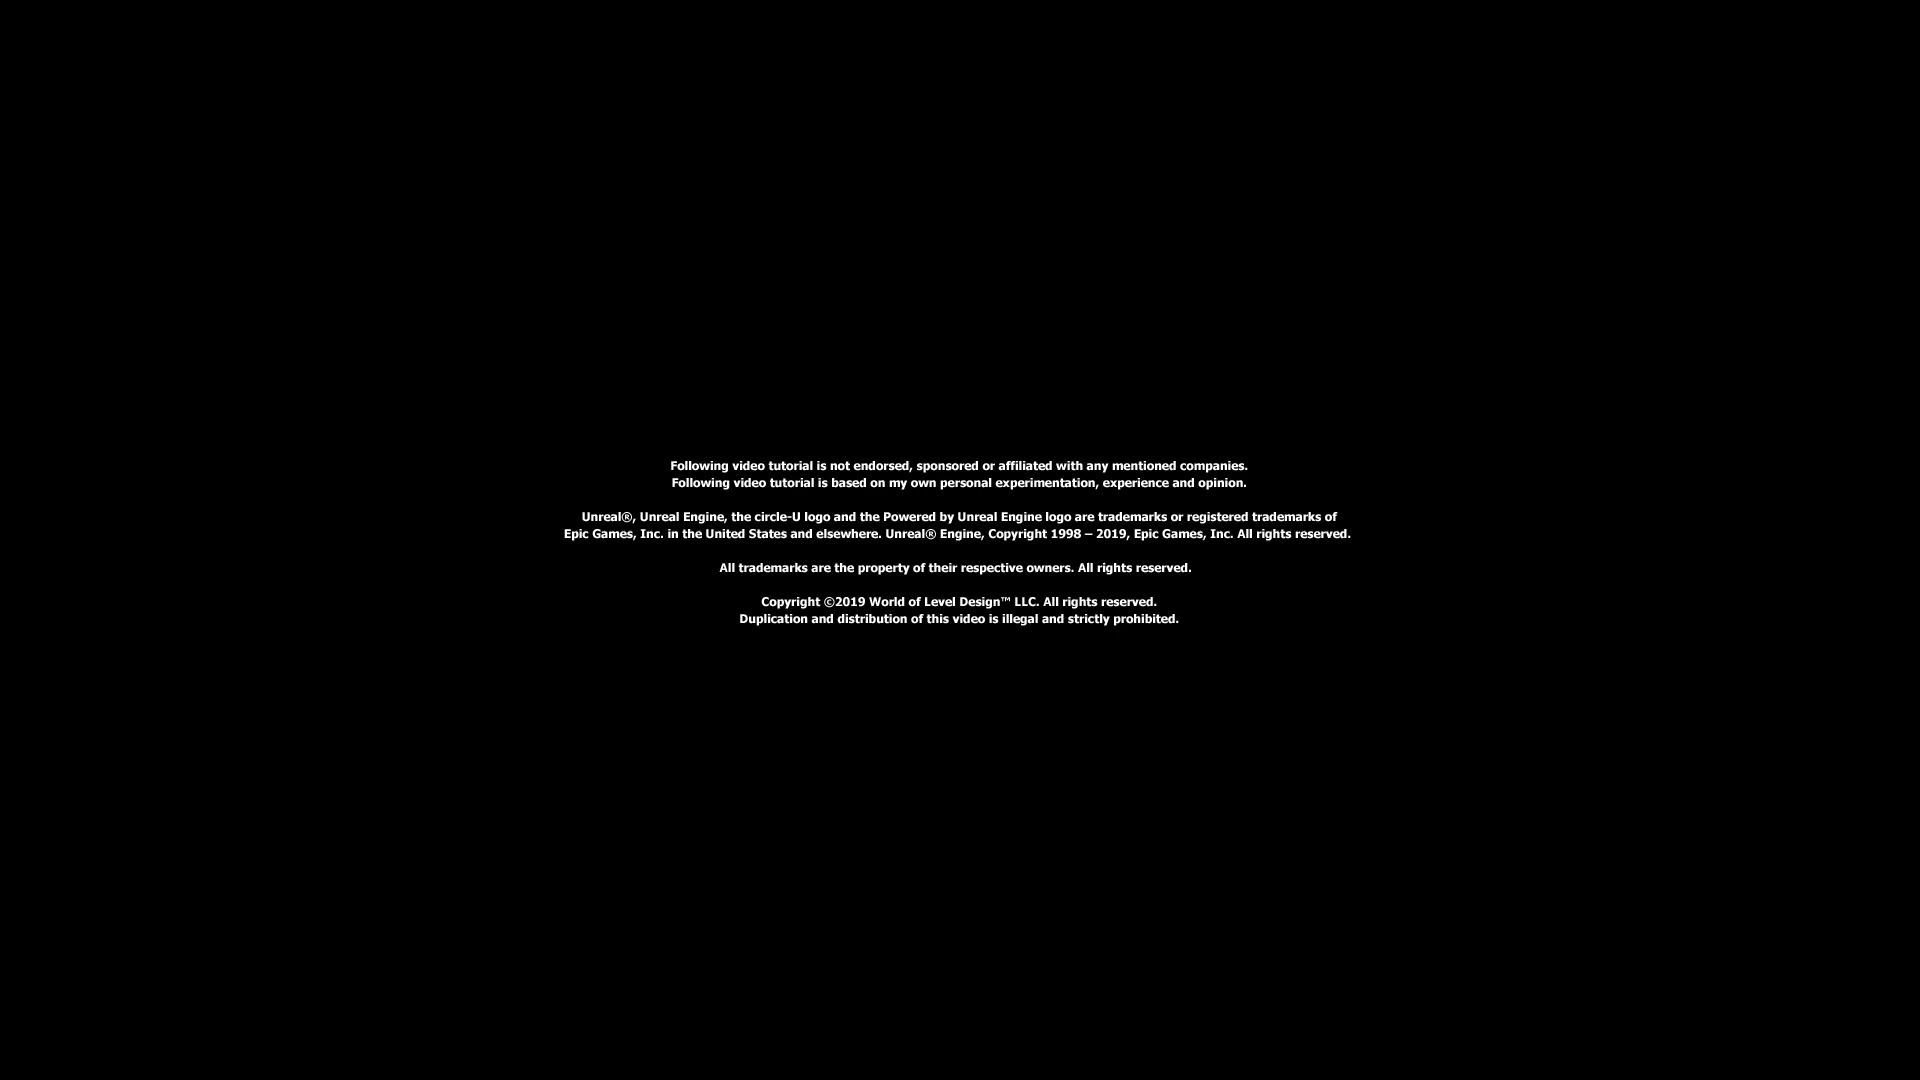 Following video tutorial is not endorsed, sponsored or affiliated with any mentioned companies.
Following video tutorial is based on my own personal experimentation, experience and opinion.
Unreal®, Unreal Engine, the circle-U logo and the Powered by Unreal Engine logo are trademarks or registered trademarks of
Epic Games, Inc. in the United States and elsewhere. Unreal® Engine, Copyright 1998 – 2019, Epic Games, Inc. All rights reserved.
All trademarks are the property of their respective owners. All rights reserved.
Copyright ©2019 World of Level Design™ LLC. All rights reserved.
Duplication and distribution of this video is illegal and strictly prohibited.